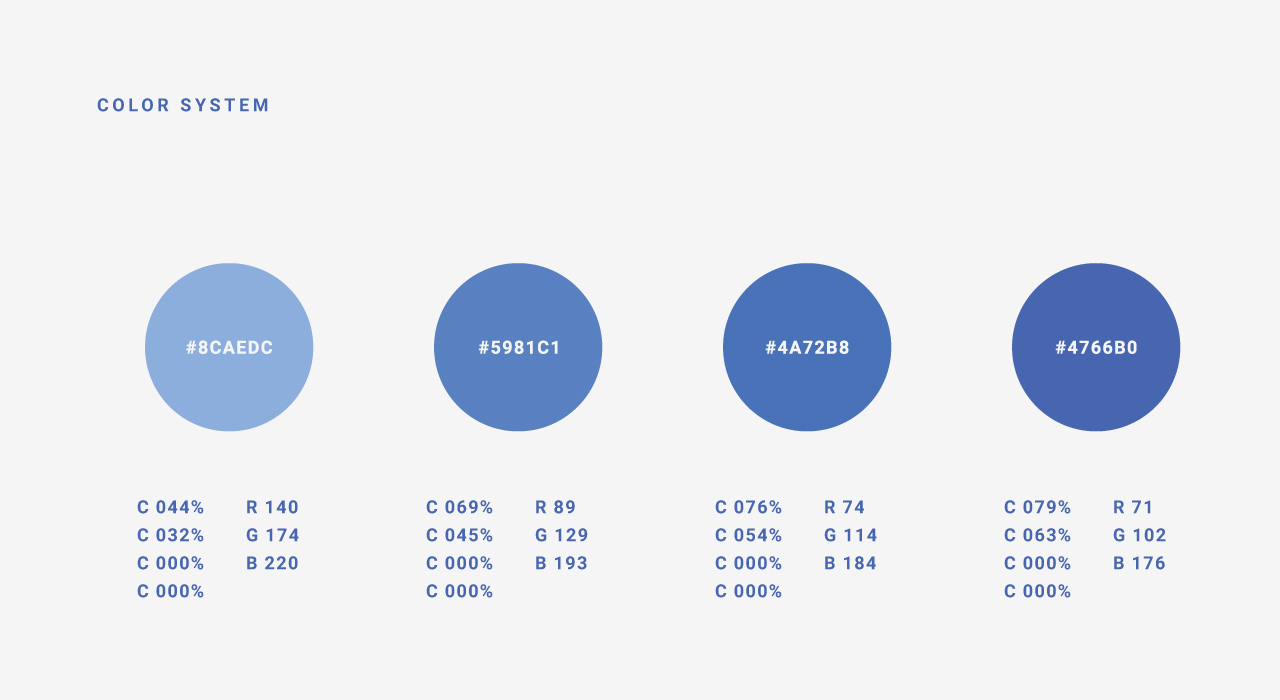 COLOR SYSTEM
#8CAEDC
#5981C1
#4A72B8
#4766B0
C 044% R 140
C 032% G 174
C 000% B 220
C 000%
C 069% R 89
C 045% G 129
C 000% B 193
C 000%
C 076% R 74
C 054% G 114
C 000% B 184
C 000%
C 079% R 71
C 063% G 102
C 000% B 176
C 000%